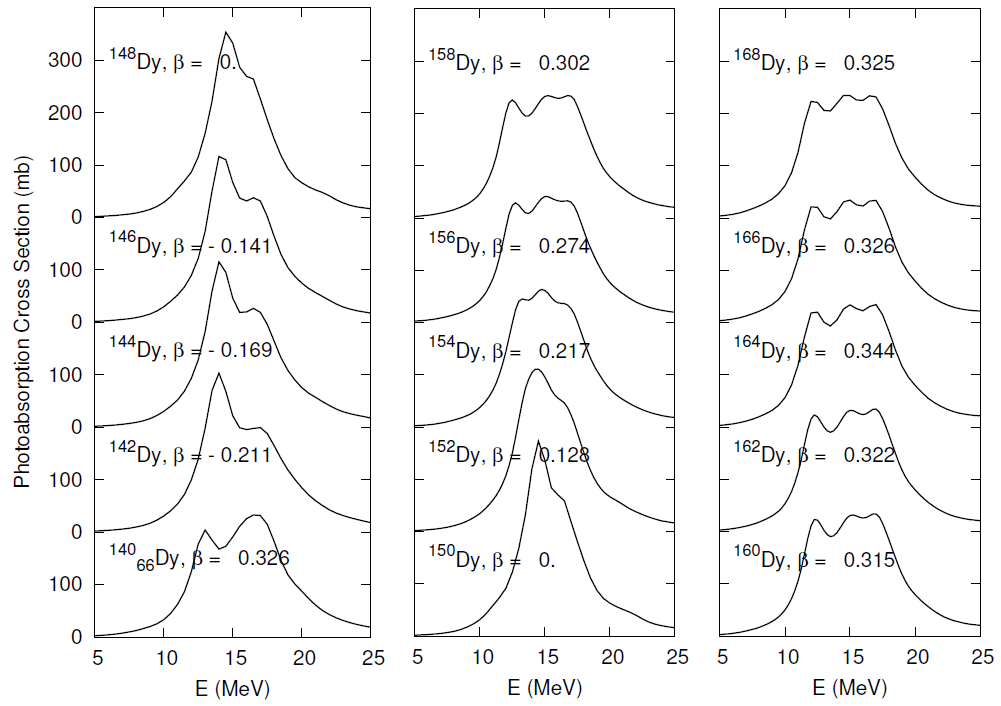 Photoabsorption Cross Section (mb)
300
200
100
0
100
0
100
0
100
0
100
0
¹⁴⁸Dy, β = 0.
¹⁴⁶Dy, β = - 0.141
¹⁴⁴Dy, β = - 0.169
¹⁴²Dy, β = - 0.211
¹⁴⁰₆₆Dy, β = 0.326
5 10 15 20 25
E (MeV)
¹⁵⁸Dy, β = 0.302
¹⁵⁶Dy, β = 0.274
¹⁵⁴Dy, β = 0.217
¹⁵²Dy, β = 0.128
¹⁵⁰Dy, β = 0.
5 10 15 20 25
E (MeV)
¹⁶⁸Dy, β = 0.325
¹⁶⁶Dy, β = 0.326
¹⁶⁴Dy, β = 0.344
¹⁶²Dy, β = 0.322
¹⁶⁰Dy, β = 0.315
5 10 15 20 25
E (MeV)